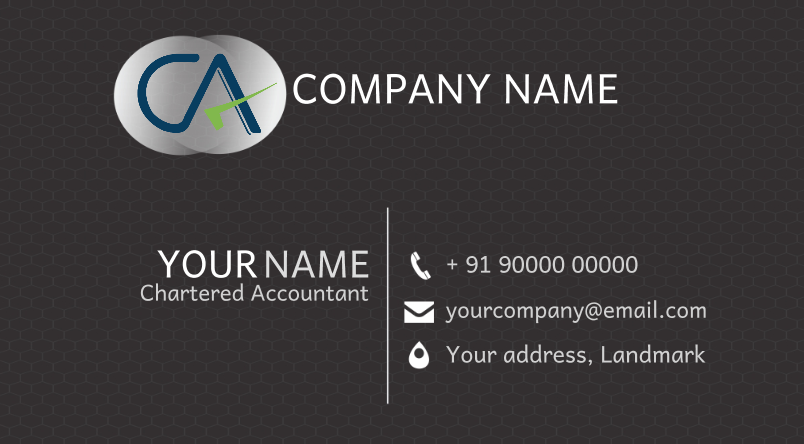 CA COMPANY NAME
YOUR NAME
Chartered Accountant
+ 91 90000 00000
yourcompany@email.com
Your address, Landmark